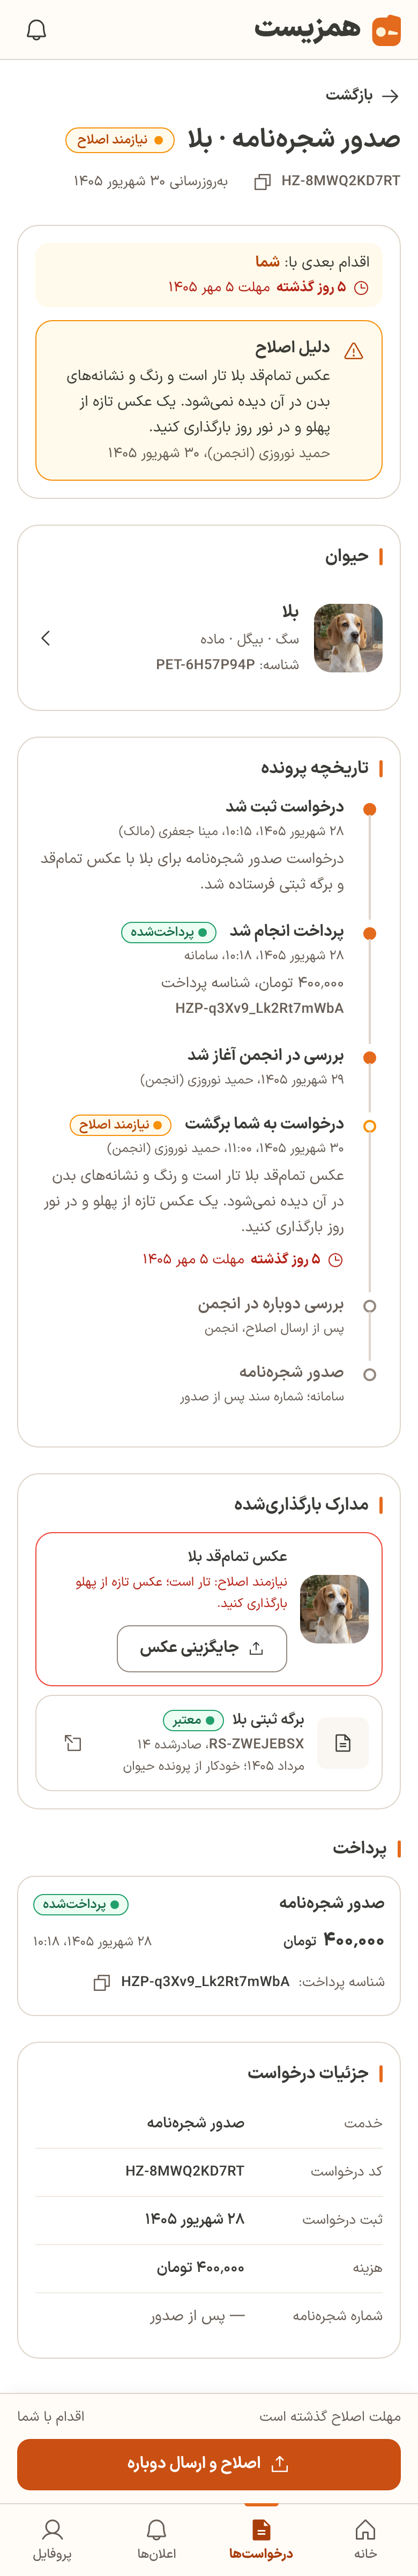 همزیست
بازگشت
صدور شجره‌نامه · بلا
نیازمند اصلاح
HZ-8MWQ2KD7RT
به‌روزرسانی ۳۰ شهریور ۱۴۰۵
اقدام بعدی با: شما
۵ روز گذشته مهلت ۵ مهر ۱۴۰۵
دلیل اصلاح
عکس تمام‌قد بلا تار است و رنگ و نشانه‌های
بدن در آن دیده نمی‌شود. یک عکس تازه از
پهلو و در نور روز بارگذاری کنید.
حمید نوروزی (انجمن)، ۳۰ شهریور ۱۴۰۵
حیوان
بلا
سگ · بیگل · ماده
شناسه: PET-6H57P94P
تاریخچه پرونده
درخواست ثبت شد
۲۸ شهریور ۱۴۰۵، ۱۰:۱۵، مینا جعفری (مالک)
درخواست صدور شجره‌نامه برای بلا با عکس تمام‌قد
و برگه ثبتی فرستاده شد.
پرداخت انجام شد
پرداخت‌شده
۲۸ شهریور ۱۴۰۵، ۱۰:۱۸، سامانه
۴۰۰٬۰۰۰ تومان، شناسه پرداخت
HZP-q3Xv9_Lk2Rt7mWbA
بررسی در انجمن آغاز شد
۲۹ شهریور ۱۴۰۵، حمید نوروزی (انجمن)
درخواست به شما برگشت
نیازمند اصلاح
۳۰ شهریور ۱۴۰۵، ۱۱:۰۰، حمید نوروزی (انجمن)
عکس تمام‌قد بلا تار است و رنگ و نشانه‌های بدن
در آن دیده نمی‌شود. یک عکس تازه از پهلو و در نور
روز بارگذاری کنید.
۵ روز گذشته مهلت ۵ مهر ۱۴۰۵
بررسی دوباره در انجمن
پس از ارسال اصلاح، انجمن
صدور شجره‌نامه
سامانه؛ شماره سند پس از صدور
مدارک بارگذاری‌شده
عکس تمام‌قد بلا
نیازمند اصلاح: تار است؛ عکس تازه از پهلو
بارگذاری کنید.
جایگزینی عکس
برگه ثبتی بلا
معتبر
RS-ZWEJEBSX، صادرشده ۱۴
مرداد ۱۴۰۵؛ خودکار از پرونده حیوان
پرداخت
صدور شجره‌نامه
پرداخت‌شده
۴۰۰٬۰۰۰ تومان
۲۸ شهریور ۱۴۰۵، ۱۰:۱۸
شناسه پرداخت: HZP-q3Xv9_Lk2Rt7mWbA
جزئیات درخواست
خدمت
صدور شجره‌نامه
کد درخواست
HZ-8MWQ2KD7RT
ثبت درخواست
۲۸ شهریور ۱۴۰۵
هزینه
۴۰۰٬۰۰۰ تومان
شماره شجره‌نامه
— پس از صدور
مهلت اصلاح گذشته است
اقدام با شما
اصلاح و ارسال دوباره
خانه
درخواست‌ها
اعلان‌ها
پروفایل